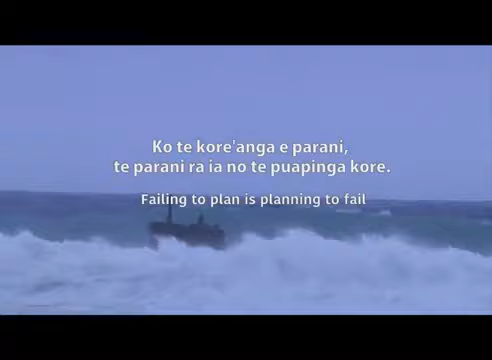 Ko te kore'anga e parani,
te parani ra ia no te puapinga kore.
Failing to plan is planning to fail